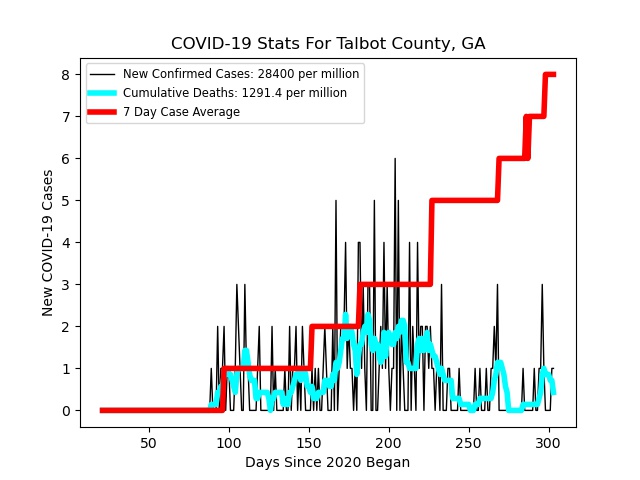 COVID-19 Stats For Talbot County, GA
New Confirmed Cases: 28400 per million
Cumulative Deaths: 1291.4 per million
7 Day Case Average
New COVID-19 Cases
8
7
6
5
4
3
2
1
0
50 100 150 200 250 300
Days Since 2020 Began